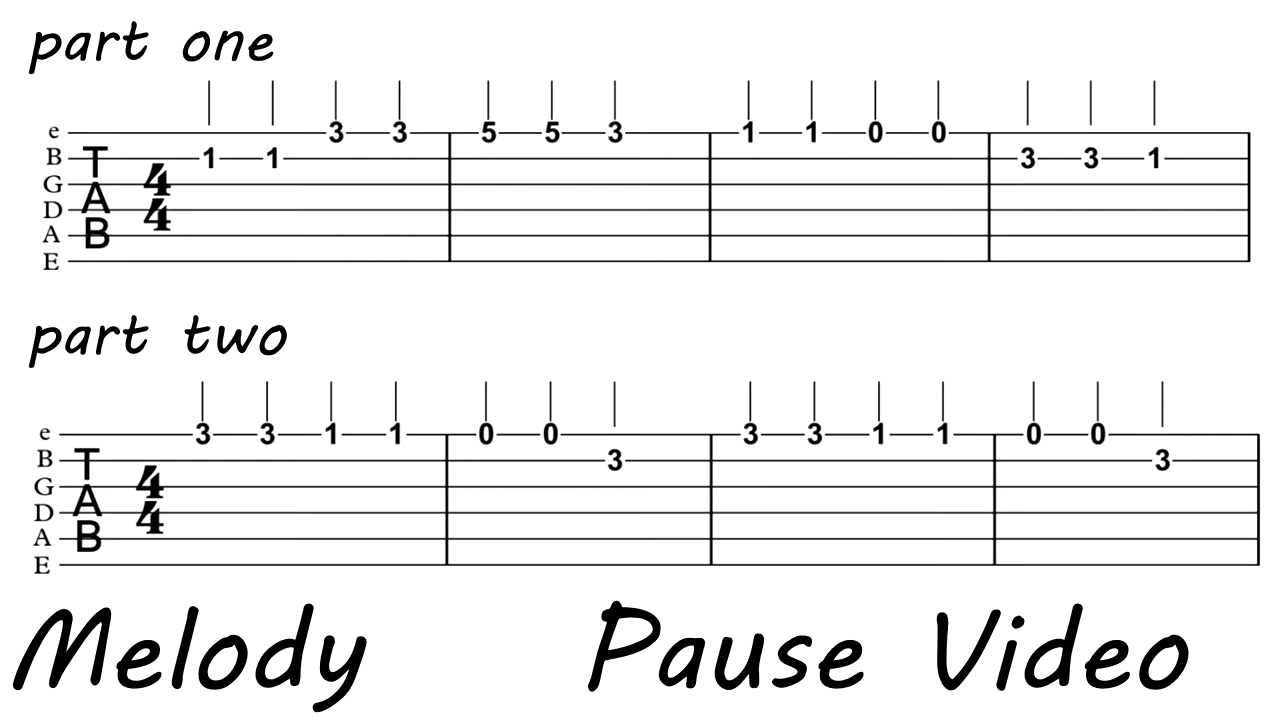 part one
e 3 3 5 5 3 1 1 0 0
B 1 1 3 3 1
G
D
A
E
TAB
4
4
part two
e 3 3 1 1 0 0 3 3 1 1 0 0
B 3 3
G
D
A
E
TAB
4
4
Melody Pause Video